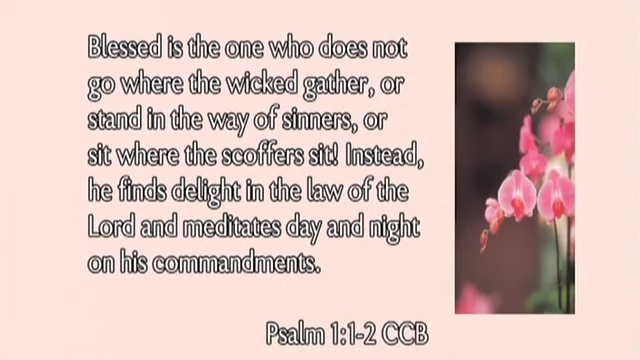 Blessed is the one who does not
go where the wicked gather, or
stand in the way of sinners, or
sit where the scoffers sit! Instead,
he finds delight in the law of the
Lord and meditates day and night
on his commandments.
Psalm 1:1-2 CCB